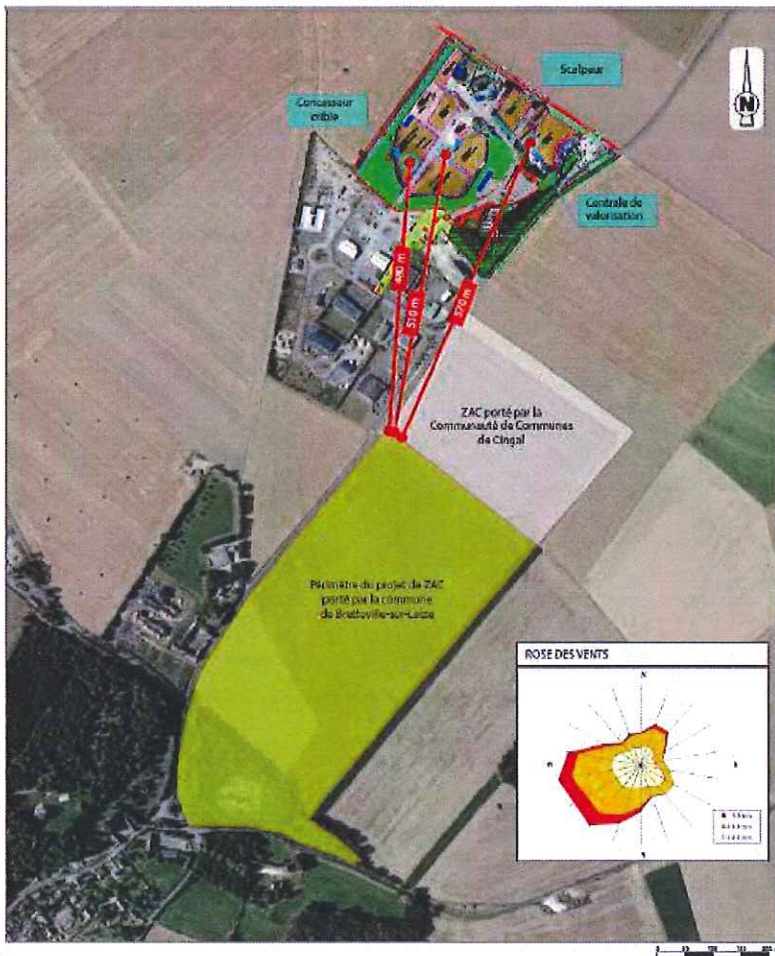 Scalpeur
Concasseur
crible
N
Centrale de
valorisation
480 m
510 m
570 m
ZAC porté par la
Communauté de Communes
de Cingal
Périmètre du projet de ZAC
porté par la commune
de Bretteville-sur-Laize
ROSE DES VENTS
N